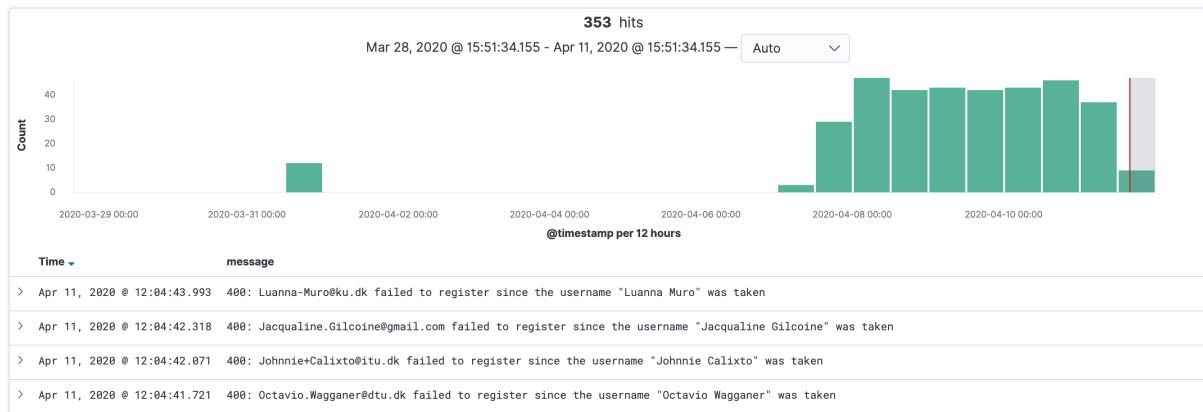 353 hits
Mar 28, 2020 @ 15:51:34.155 - Apr 11, 2020 @ 15:51:34.155 — Auto
Count
40
30
20
10
0
2020-03-29 00:00 2020-03-31 00:00 2020-04-02 00:00 2020-04-04 00:00 2020-04-06 00:00 2020-04-08 00:00 2020-04-10 00:00
@timestamp per 12 hours
Time message
Apr 11, 2020 @ 12:04:43.993 400: Luanna-Muro@ku.dk failed to register since the username "Luanna Muro" was taken
Apr 11, 2020 @ 12:04:42.318 400: Jacqualine.Gilcoine@gmail.com failed to register since the username "Jacqualine Gilcoine" was taken
Apr 11, 2020 @ 12:04:42.071 400: Johnnie+Calixto@itu.dk failed to register since the username "Johnnie Calixto" was taken
Apr 11, 2020 @ 12:04:41.721 400: Octavio.Wagganer@dtu.dk failed to register since the username "Octavio Wagganer" was taken